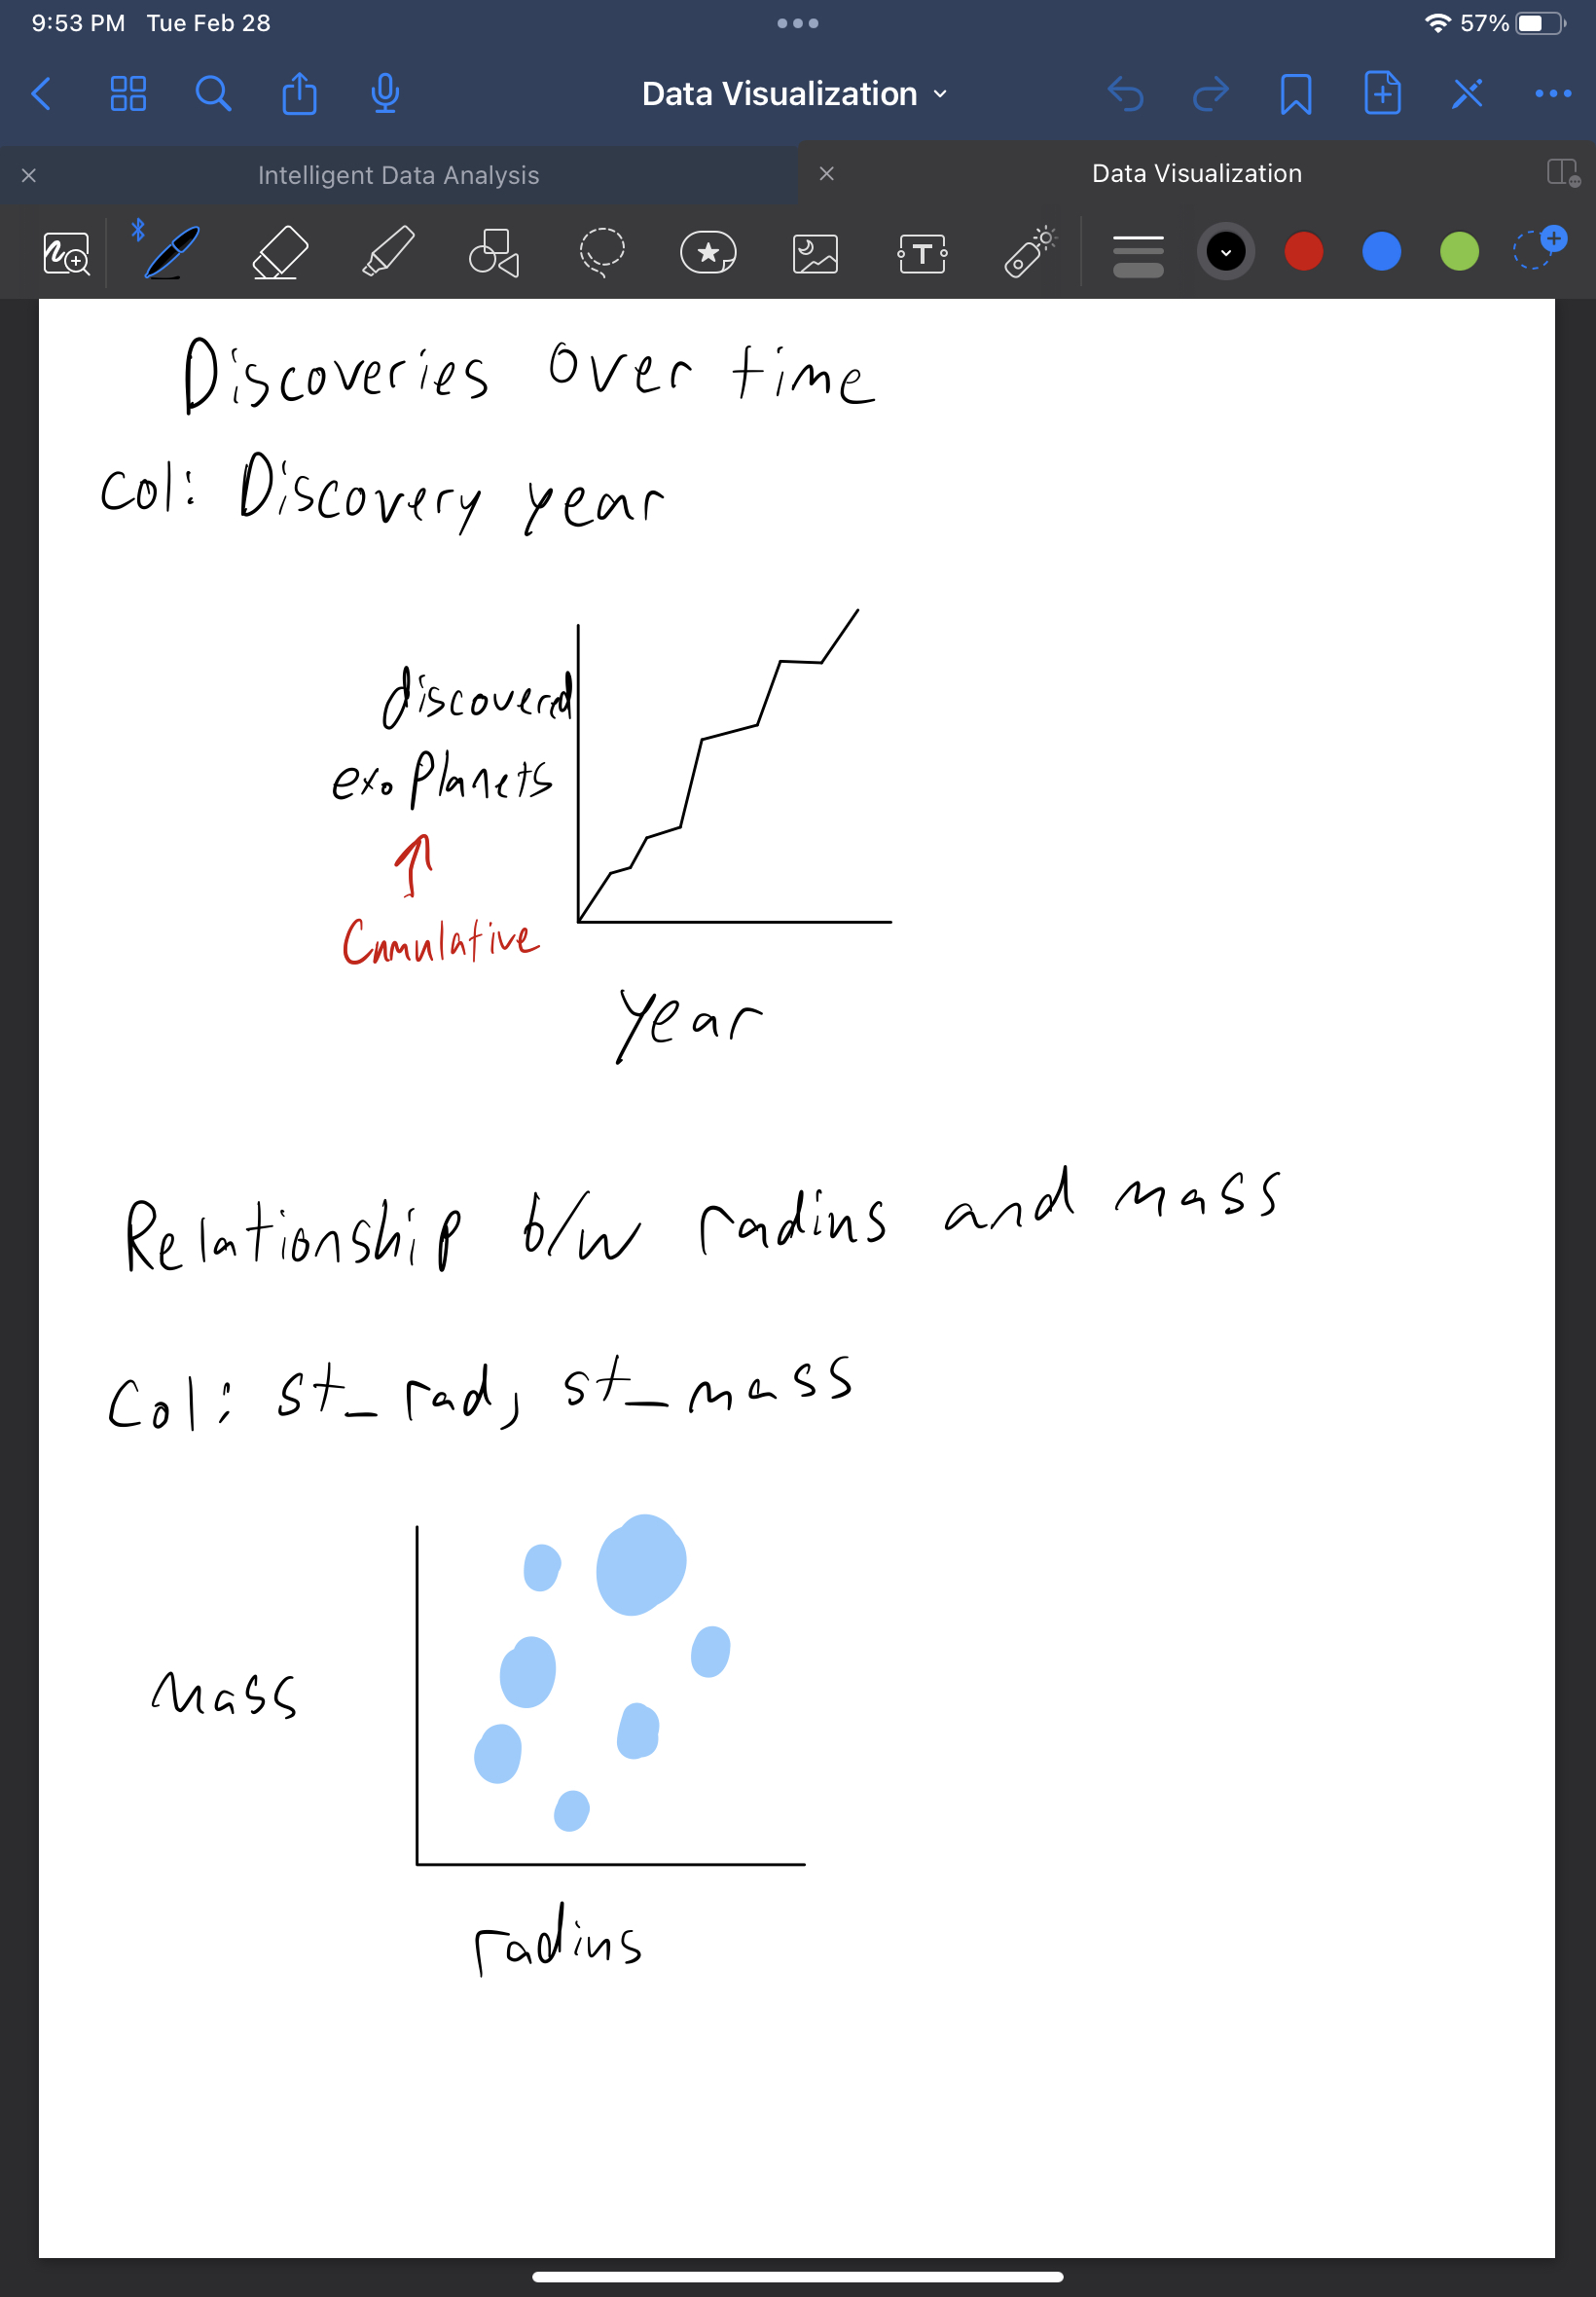 9:53 PM Tue Feb 28
57%
Data Visualization
Intelligent Data Analysis
Data Visualization
T
Discoveries over time
Col: Discovery year
discovered
exoplanets
Cumulative
year
Relationship b/w radius and mass
Col: st_rad, st_mass
Mass
radius